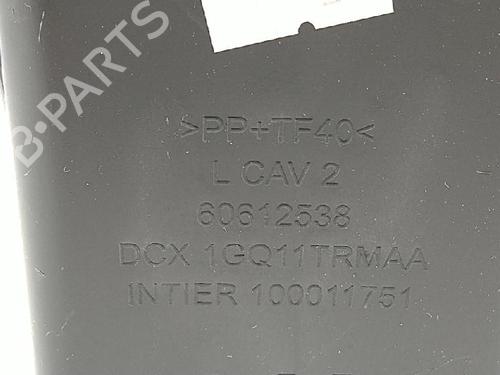 >PP+TF40<
L CAV 2
60612538
DCX 1GQ11TRMAA
INTIER 100011751
B-PARTS